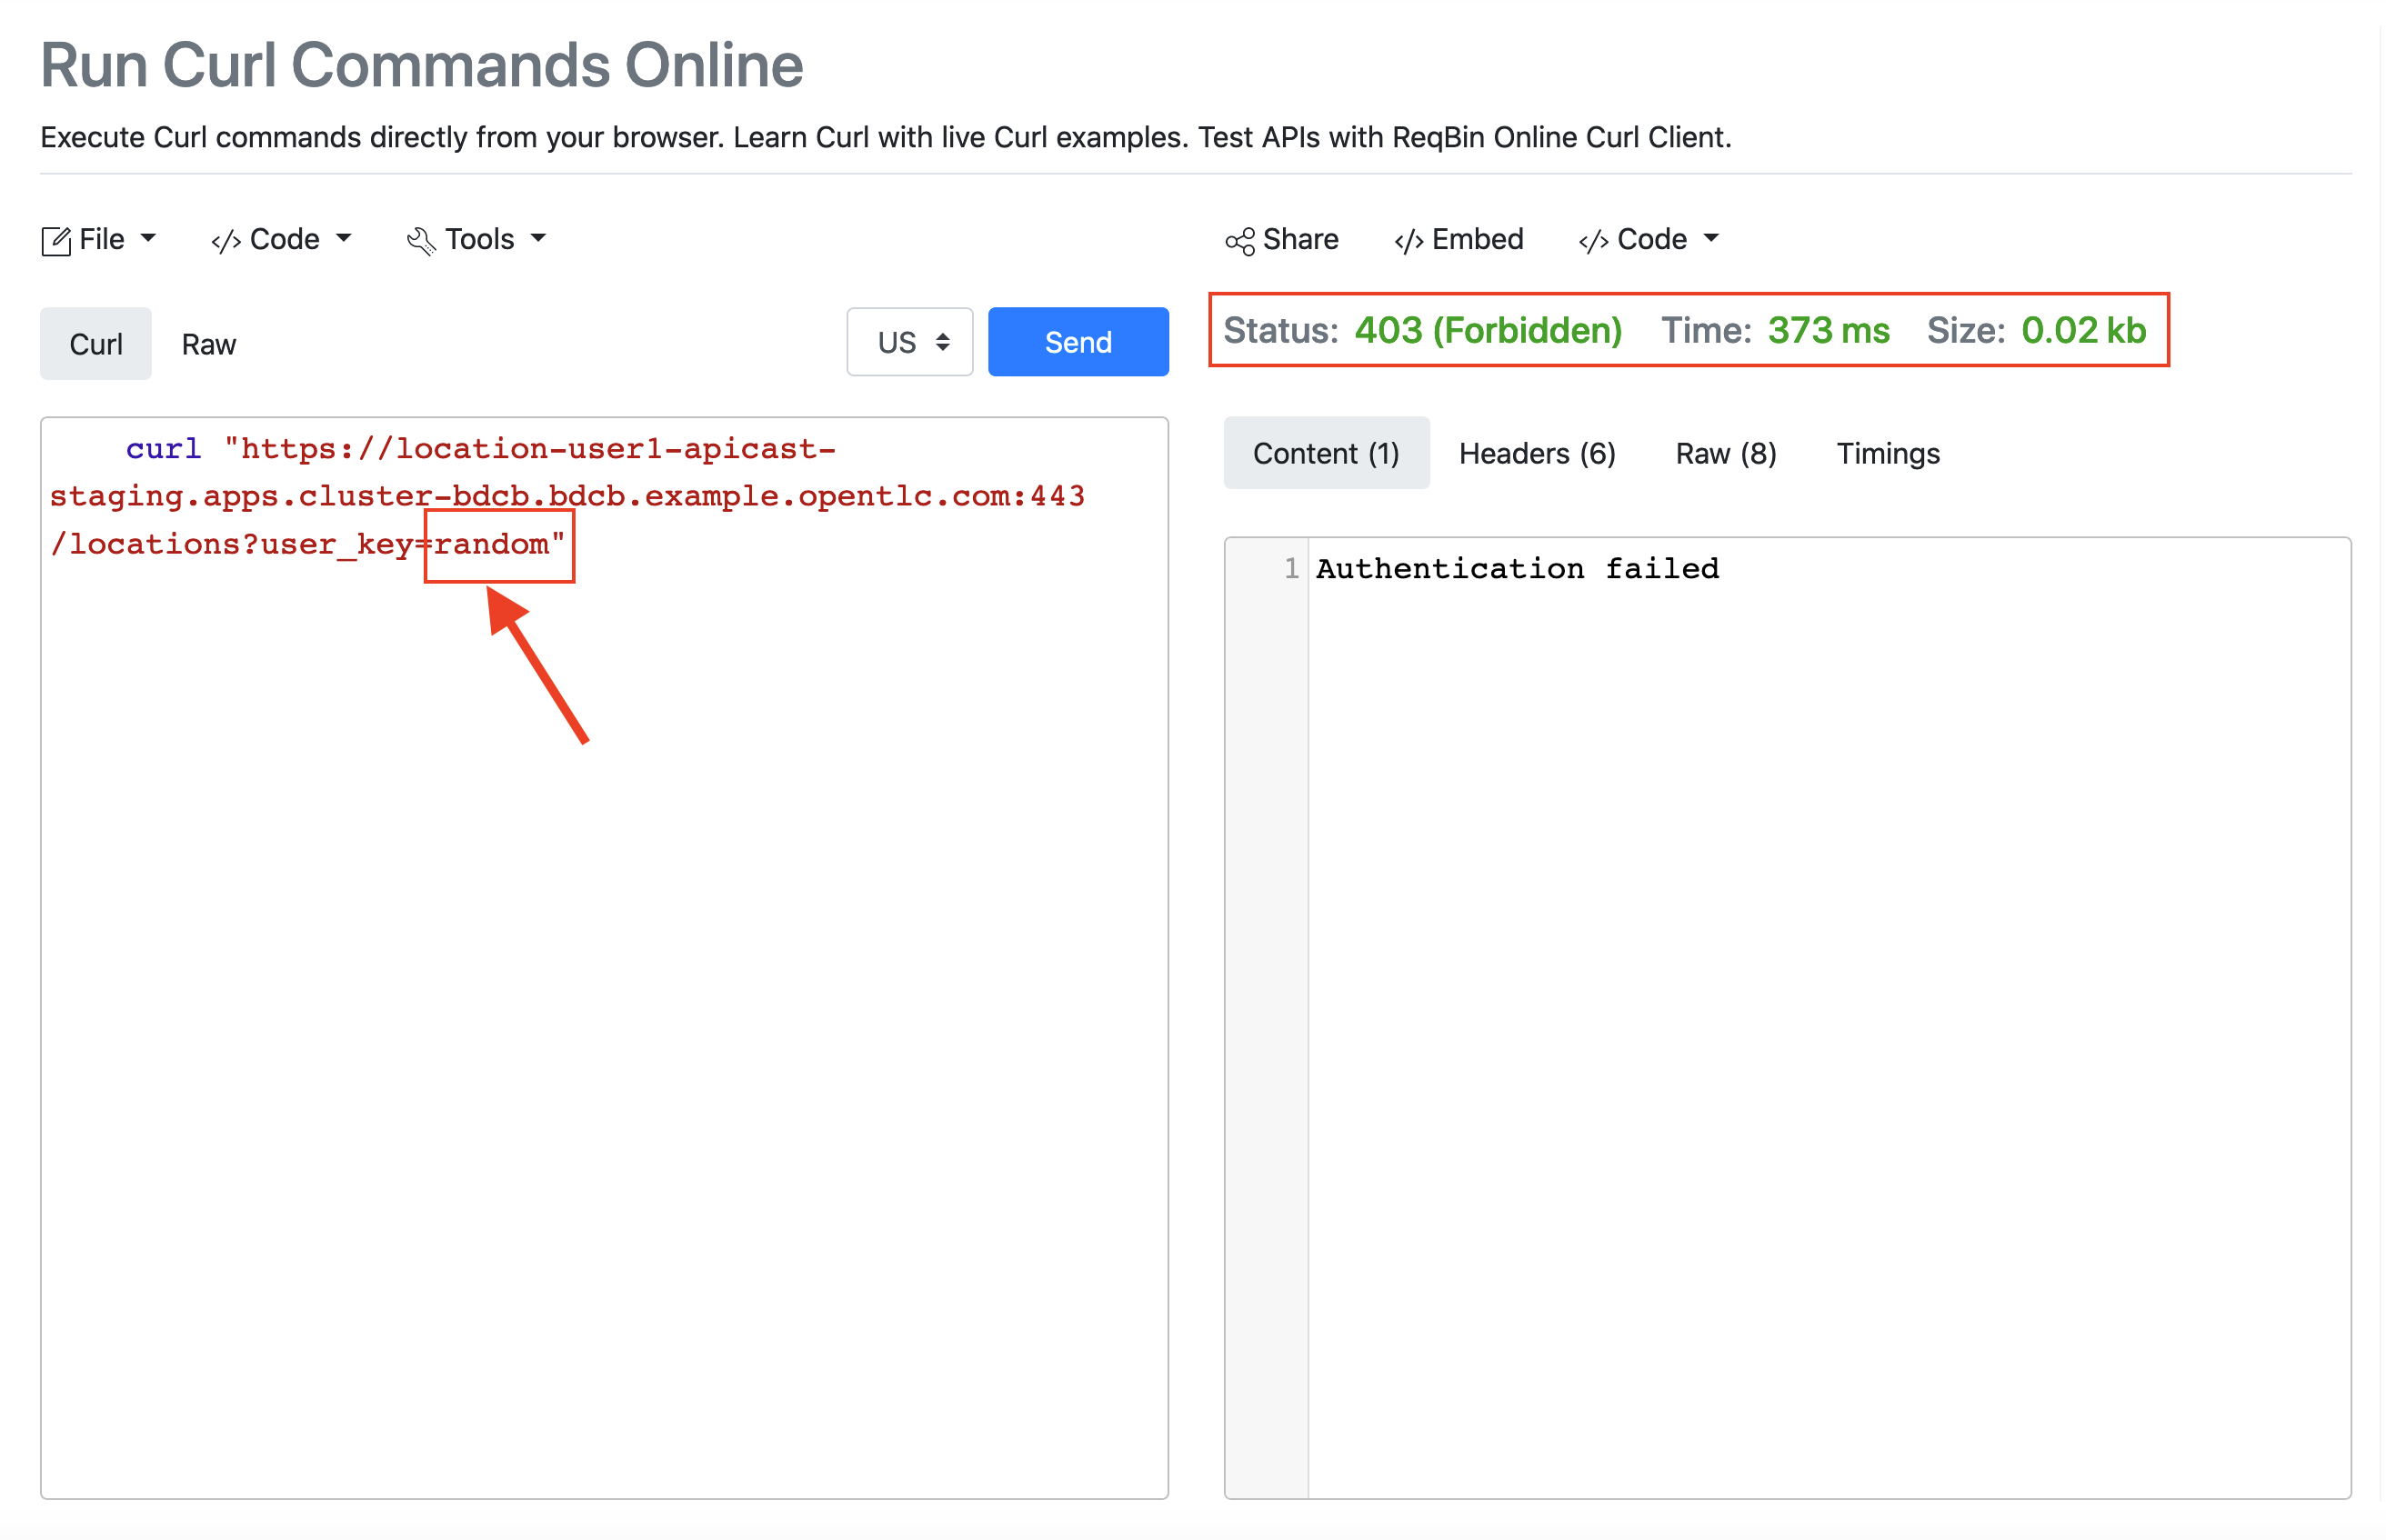 Run Curl Commands Online
Execute Curl commands directly from your browser. Learn Curl with live Curl examples. Test APIs with ReqBin Online Curl Client.
File </> Code Tools
Share </> Embed </> Code
Curl Raw US Send
Status: 403 (Forbidden) Time: 373 ms Size: 0.02 kb
curl "https://location-user1-apicast-
staging.apps.cluster-bdcb.bdcb.example.opentlc.com:443
/locations?user_key=random"
Content (1) Headers (6) Raw (8) Timings
1 Authentication failed